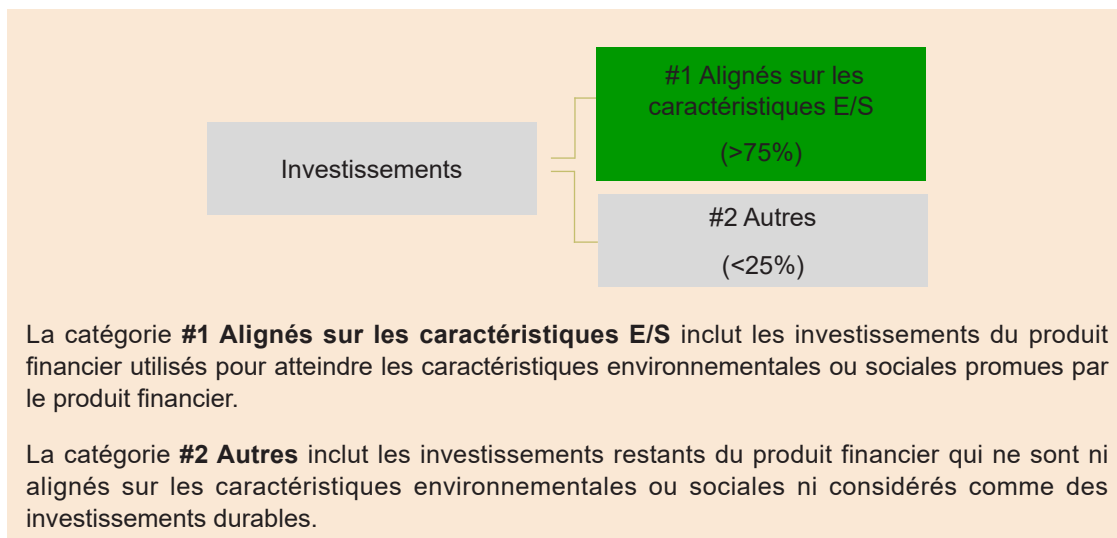 #1 Alignés sur les
caractéristiques E/S
(>75%)
Investissements
#2 Autres
(<25%)
La catégorie #1 Alignés sur les caractéristiques E/S inclut les investissements du produit
financier utilisés pour atteindre les caractéristiques environnementales ou sociales promues par
le produit financier.
La catégorie #2 Autres inclut les investissements restants du produit financier qui ne sont ni
alignés sur les caractéristiques environnementales ou sociales ni considérés comme des
investissements durables.